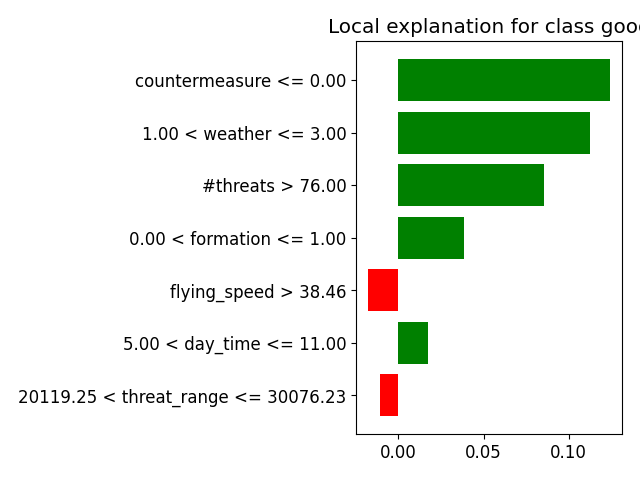 Local explanation for class good
countermeasure <= 0.00
1.00 < weather <= 3.00
#threats > 76.00
0.00 < formation <= 1.00
flying_speed > 38.46
5.00 < day_time <= 11.00
20119.25 < threat_range <= 30076.23
0.00 0.05 0.10